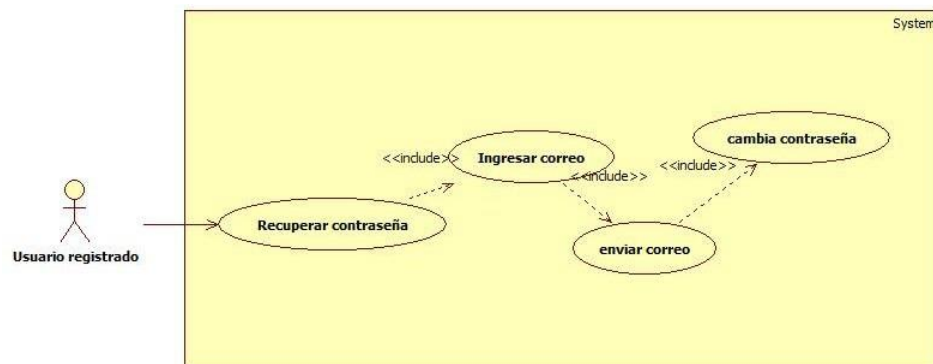 System
cambia contraseña
<<include>>
Ingresar correo
<<include>>
<<include>>
Recuperar contraseña
enviar correo
Usuario registrado